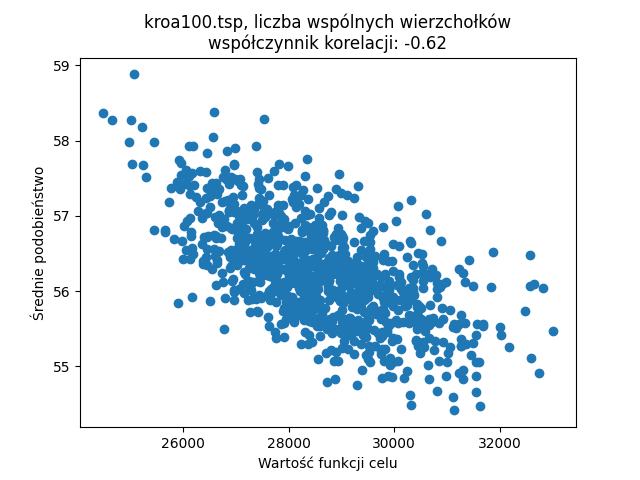 kroa100.tsp, liczba wspólnych wierzchołków
współczynnik korelacji: -0.62
59
58
57
56
55
Średnie podobieństwo
26000 28000 30000 32000
Wartość funkcji celu